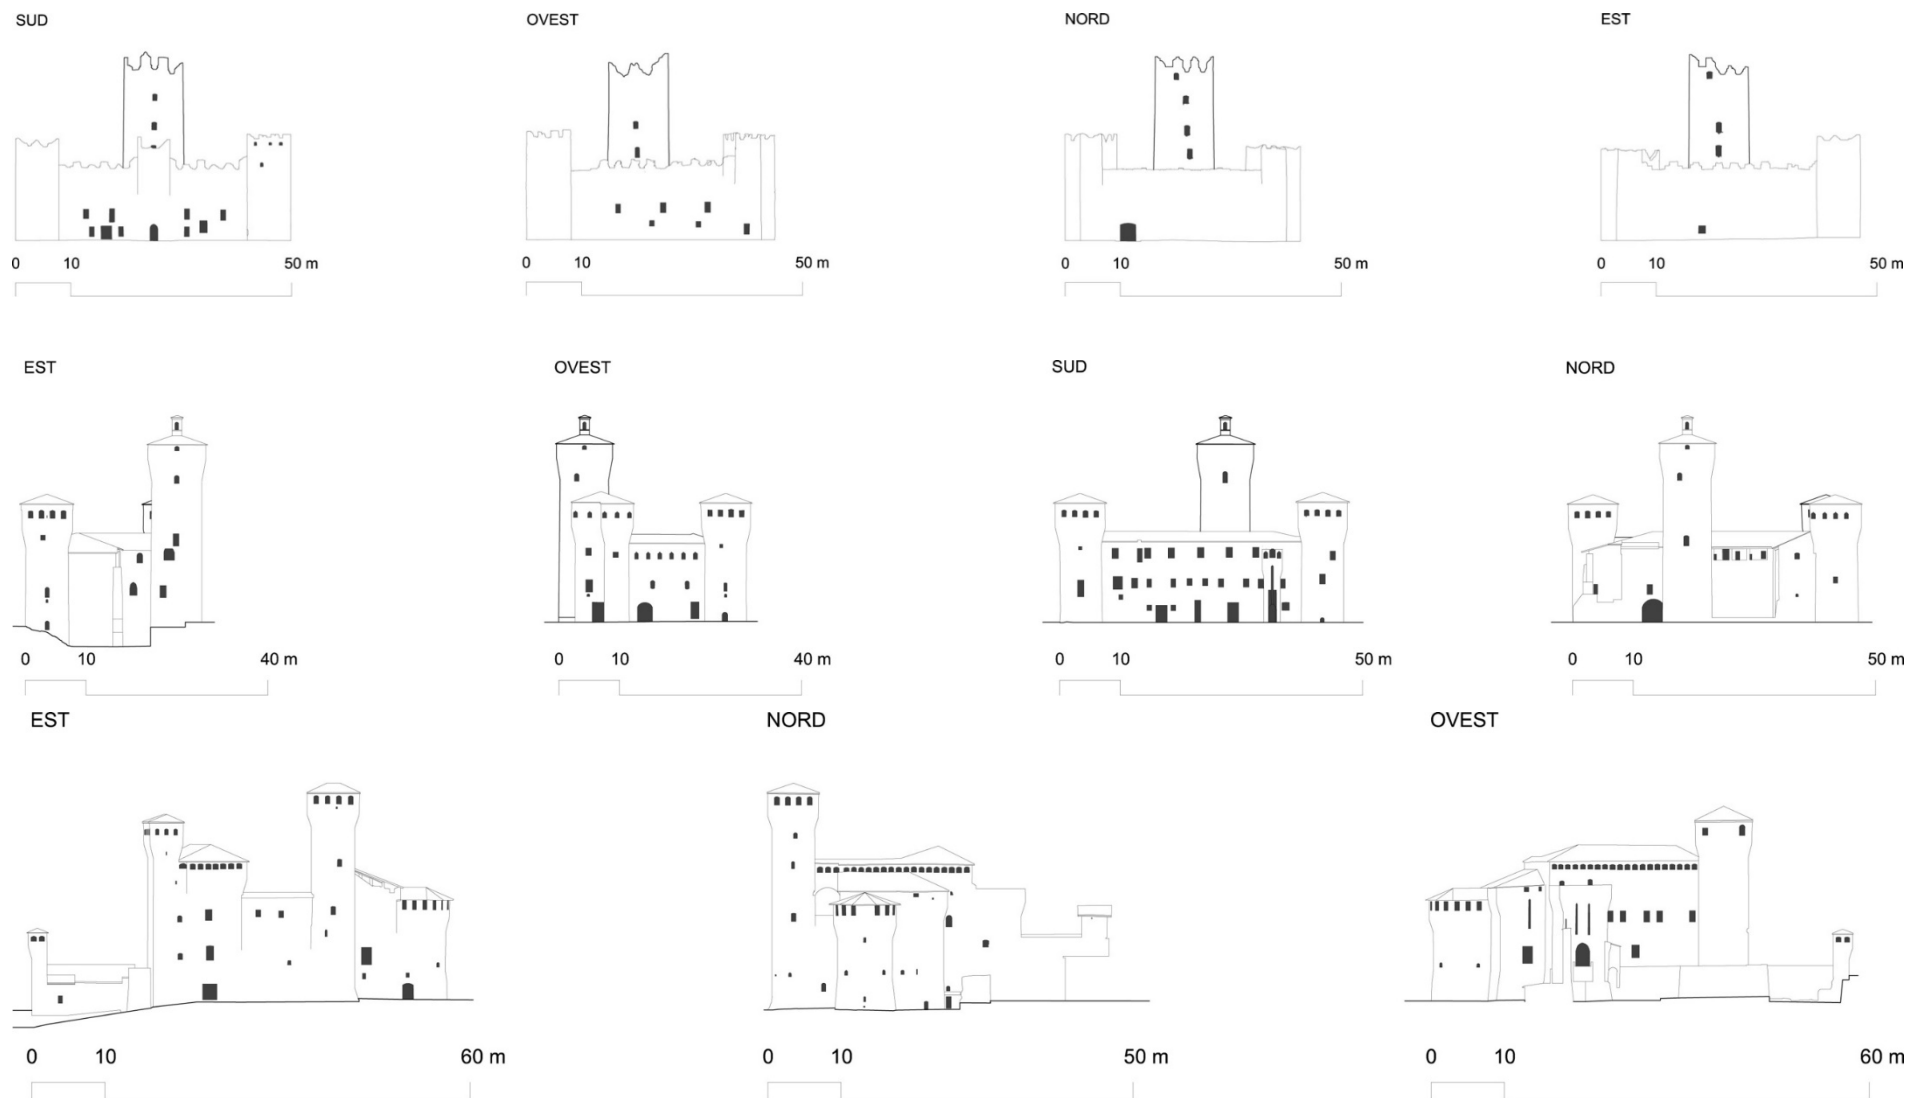 SUD OVEST NORD EST
0 10 50 m 0 10 50 m 0 10 50 m 0 10 50 m
EST OVEST SUD NORD
0 10 40 m 0 10 40 m 0 10 50 m 0 10 50 m
EST NORD OVEST
0 10 60 m 0 10 50 m 0 10 60 m